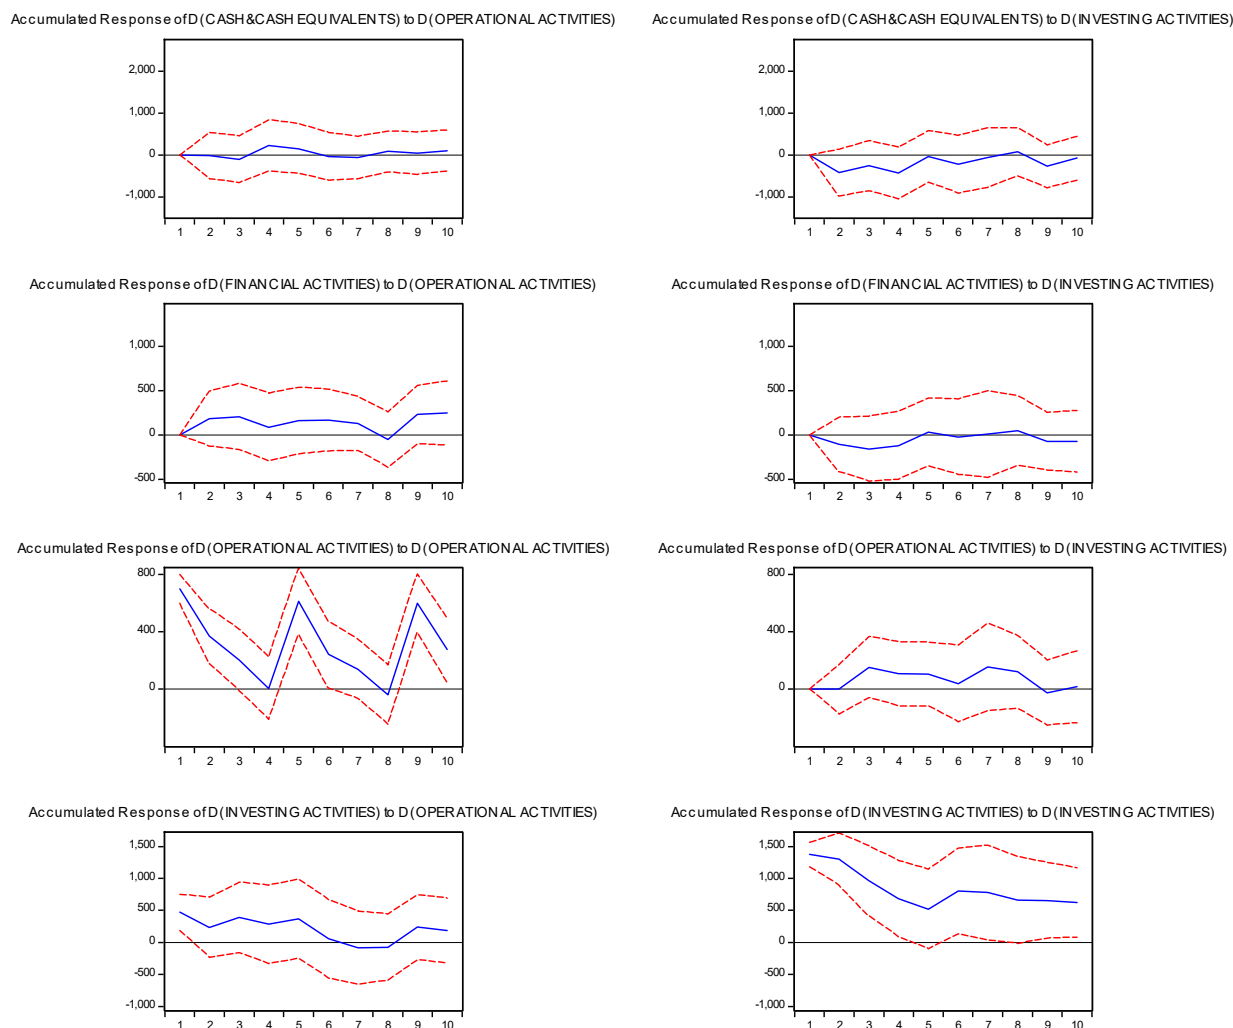 Accumulated Response of D(CASH&CASH EQUIVALENTS) to D(OPERATIONAL ACTIVITIES)
2,000
1,000
0
-1,000
1 2 3 4 5 6 7 8 9 10
Accumulated Response of D(CASH&CASH EQUIVALENTS) to D(INVESTING ACTIVITIES)
2,000
1,000
0
-1,000
1 2 3 4 5 6 7 8 9 10
Accumulated Response of D(FINANCIAL ACTIVITIES) to D(OPERATIONAL ACTIVITIES)
1,000
500
0
-500
1 2 3 4 5 6 7 8 9 10
Accumulated Response of D(FINANCIAL ACTIVITIES) to D(INVESTING ACTIVITIES)
1,000
500
0
-500
1 2 3 4 5 6 7 8 9 10
Accumulated Response of D(OPERATIONAL ACTIVITIES) to D(OPERATIONAL ACTIVITIES)
800
400
0
1 2 3 4 5 6 7 8 9 10
Accumulated Response of D(OPERATIONAL ACTIVITIES) to D(INVESTING ACTIVITIES)
800
400
0
1 2 3 4 5 6 7 8 9 10
Accumulated Response of D(INVESTING ACTIVITIES) to D(OPERATIONAL ACTIVITIES)
1,500
1,000
500
0
-500
-1,000
1 2 3 4 5 6 7 8 9 10
Accumulated Response of D(INVESTING ACTIVITIES) to D(INVESTING ACTIVITIES)
1,500
1,000
500
0
-500
-1,000
1 2 3 4 5 6 7 8 9 10